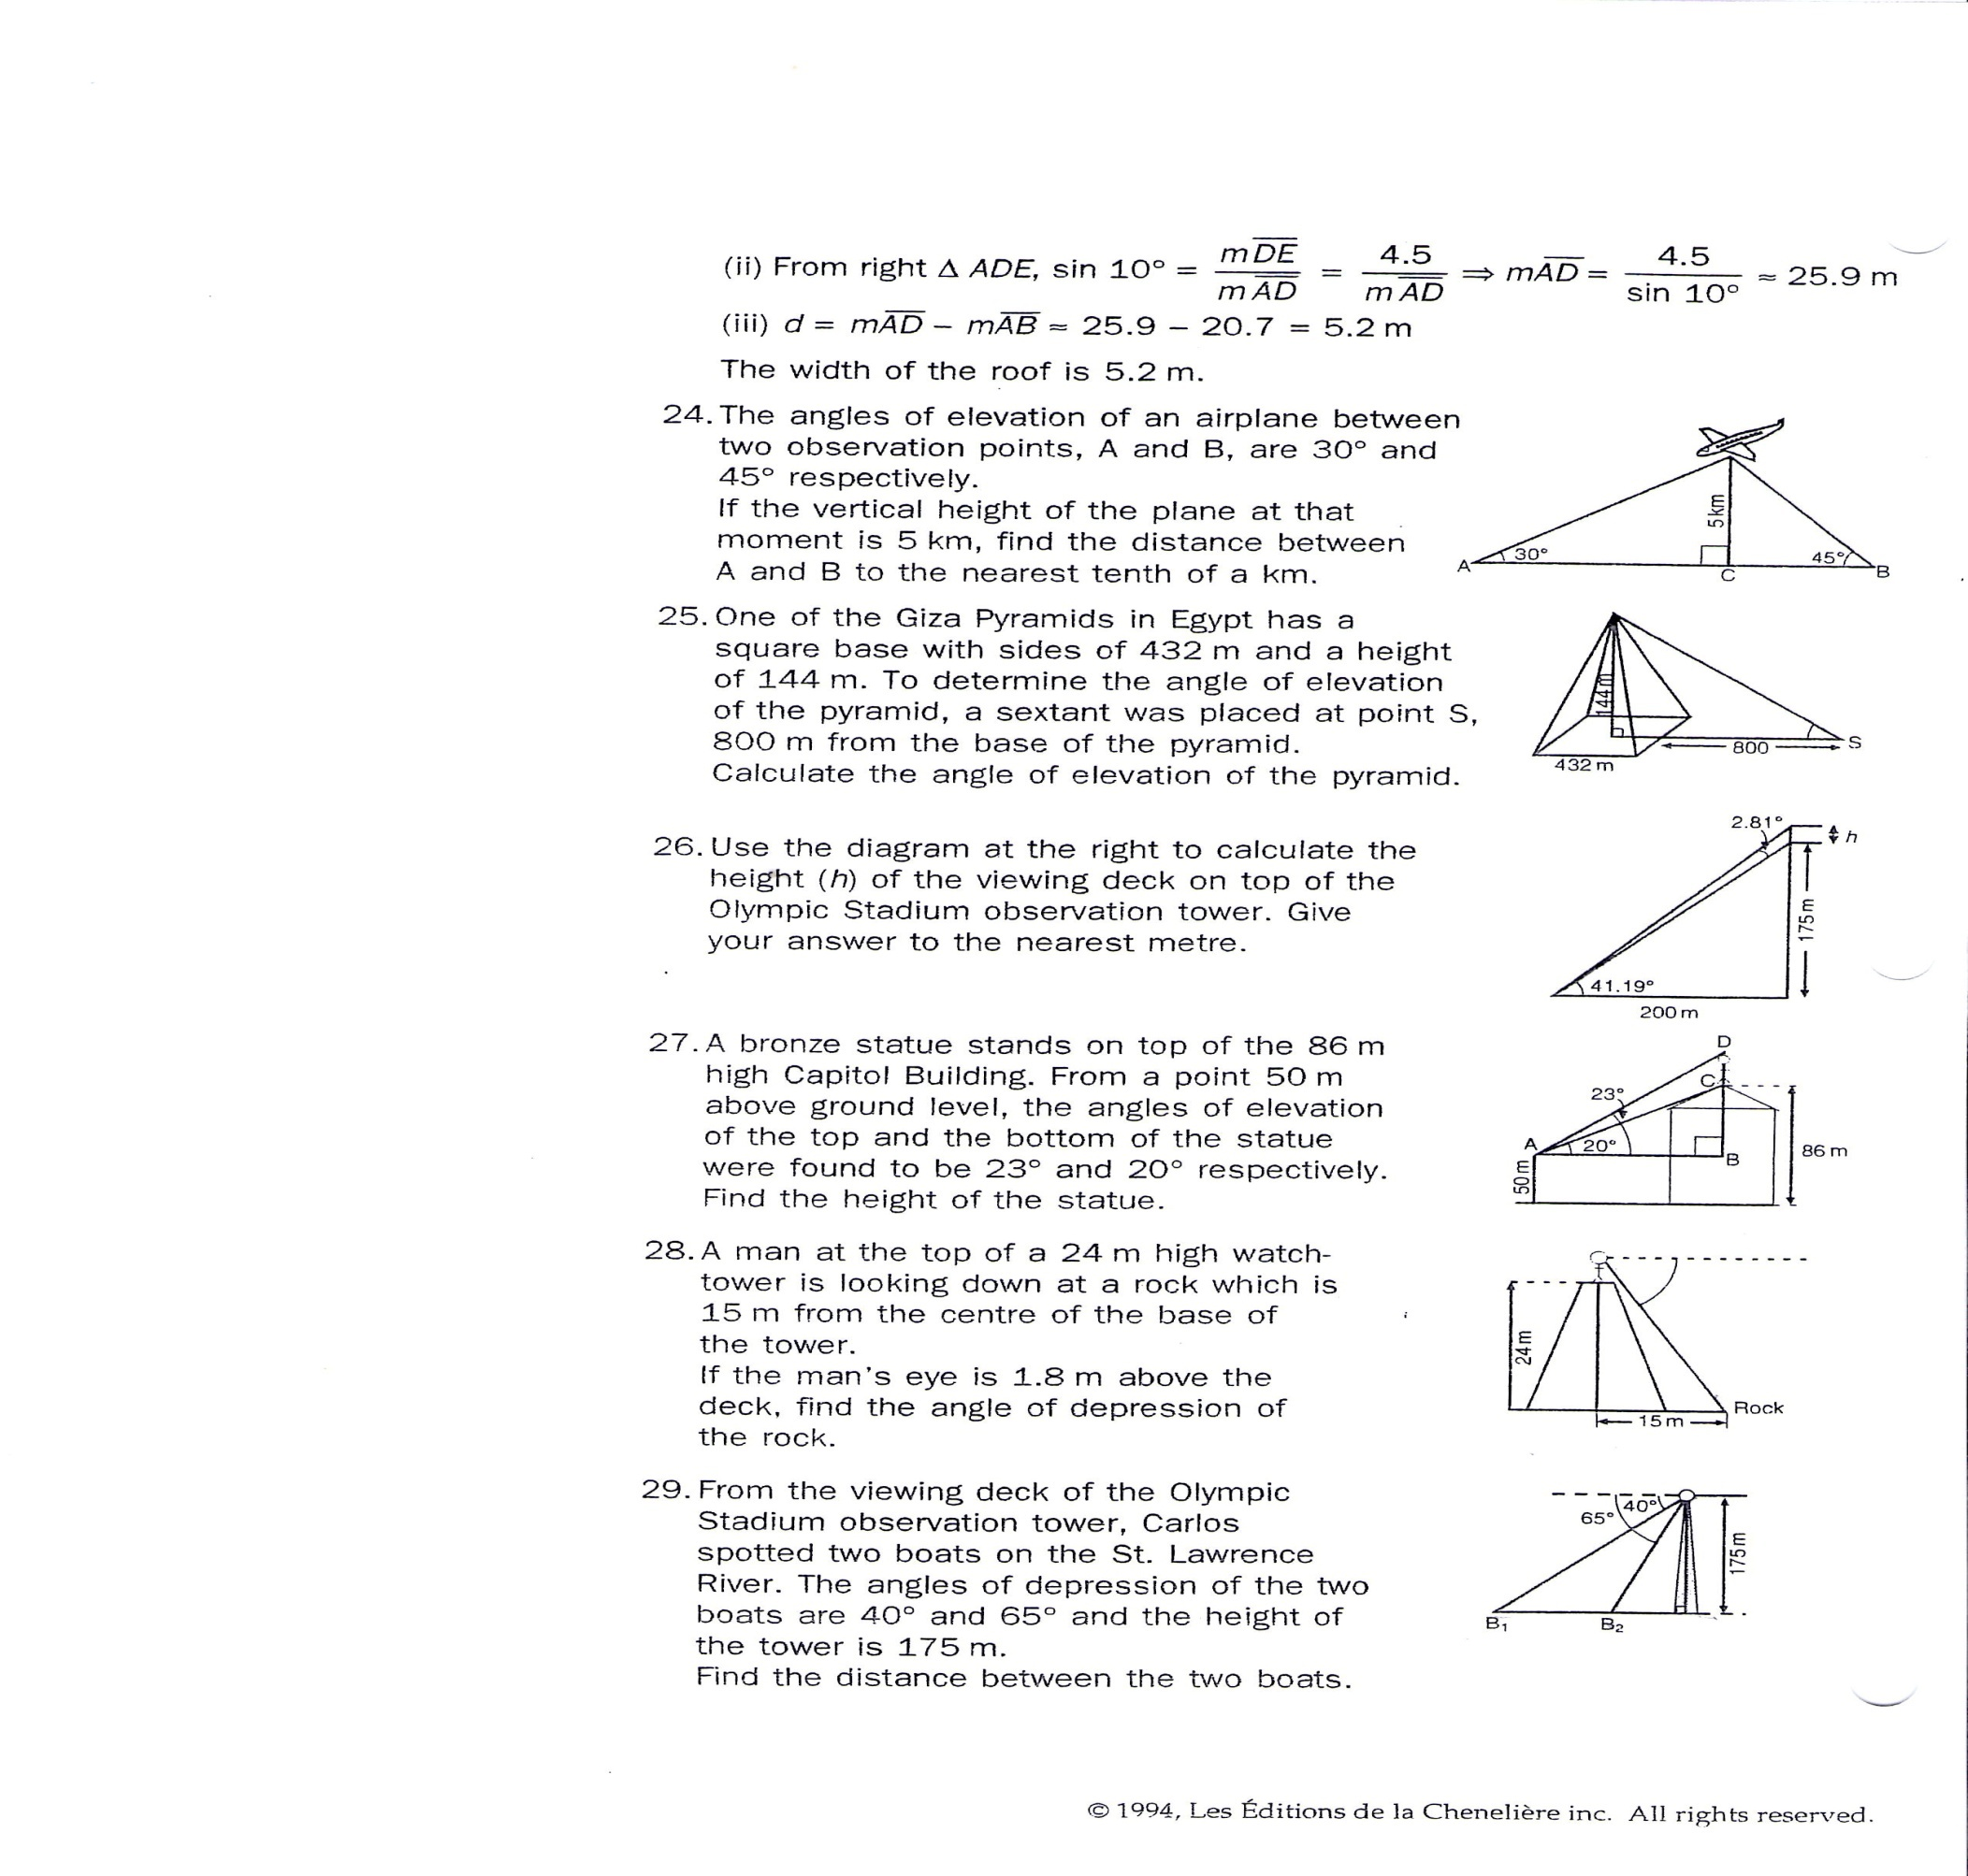 (ii) From right Δ ADE, sin 10° = mDE / mAD = 4.5 / mAD ⇒ mAD = 4.5 / sin 10° ≈ 25.9 m
(iii) d = mAD − mAB ≈ 25.9 − 20.7 = 5.2 m
The width of the roof is 5.2 m.
24. The angles of elevation of an airplane between
two observation points, A and B, are 30° and
45° respectively.
If the vertical height of the plane at that
moment is 5 km, find the distance between
A and B to the nearest tenth of a km.
5 km
A
30°
C
45°
B
25. One of the Giza Pyramids in Egypt has a
square base with sides of 432 m and a height
of 144 m. To determine the angle of elevation
of the pyramid, a sextant was placed at point S,
800 m from the base of the pyramid.
Calculate the angle of elevation of the pyramid.
144 m
800
S
432 m
26. Use the diagram at the right to calculate the
height (h) of the viewing deck on top of the
Olympic Stadium observation tower. Give
your answer to the nearest metre.
2.81°
h
175 m
41.19°
200 m
27. A bronze statue stands on top of the 86 m
high Capitol Building. From a point 50 m
above ground level, the angles of elevation
of the top and the bottom of the statue
were found to be 23° and 20° respectively.
Find the height of the statue.
D
C
23°
A
20°
B
86 m
50 m
28. A man at the top of a 24 m high watch-
tower is looking down at a rock which is
15 m from the centre of the base of
the tower.
If the man's eye is 1.8 m above the
deck, find the angle of depression of
the rock.
24 m
Rock
15 m
29. From the viewing deck of the Olympic
Stadium observation tower, Carlos
spotted two boats on the St. Lawrence
River. The angles of depression of the two
boats are 40° and 65° and the height of
the tower is 175 m.
Find the distance between the two boats.
40°
65°
175 m
B1
B2
© 1994, Les Éditions de la Chenelière inc. All rights reserved.